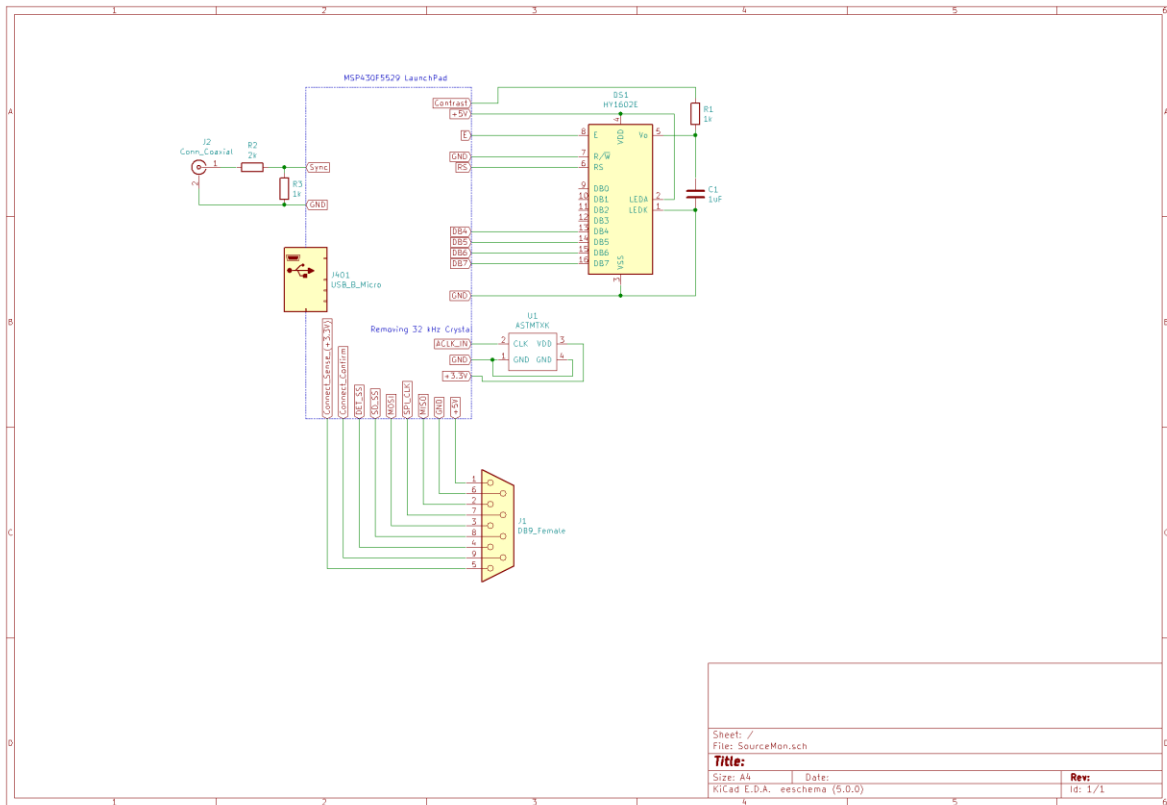 1 2 3 4 5 6
A
B
C
D
MSP430F5529 LaunchPad
Contrast
+5V
E
GND
RS
DB4
DB5
DB6
DB7
GND
DS1
HY1602E
8 E
7 R/W
6 RS
9 DB0
10 DB1
11 DB2
12 DB3
13 DB4
14 DB5
15 DB6
16 DB7
4 VDD
Vo 5
LEDA 2
LEDK 1
VSS 3
R1
1k
C1
1uF
J2
Conn_Coaxial
1
2
R2
2k
R3
1k
Sync
GND
J401
USB_B_Micro
Removing 32 kHz Crystal
ACLK_IN
GND
+3.3V
U1
ASTMTXK
2 CLK VDD 3
1 GND GND 4
Connect_Sense_(+3.3V)
Connect_Confirm
DET_SS
SD_SS
MOSI
SPI_CLK
MISO
GND
+5V
1
6
2
7
3
8
4
9
5
J1
DB9_Female
Sheet: /
File: SourceMon.sch
Title:
Size: A4 Date: Rev:
KiCad E.D.A. eeschema (5.0.0) Id: 1/1
1 2 3 4 5 6